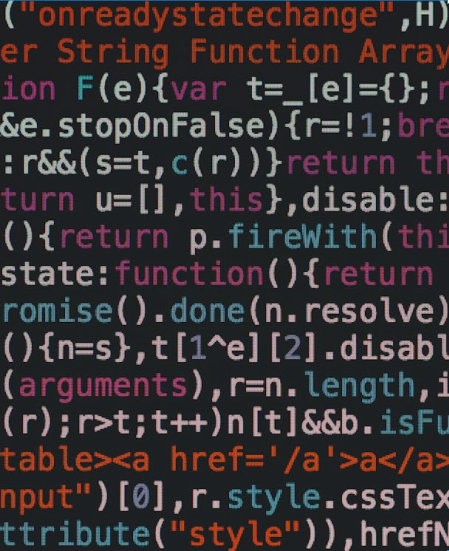 ("onreadystatechange",H)
er String Function Array
ion F(e){var t=_[e]={};r
&e.stopOnFalse){r=!1;bre
:r&&(s=t,c(r))}return th
turn u=[],this},disable:
(){return p.fireWith(thi
state:function(){return
romise().done(n.resolve)
(){n=s},t[1^e][2].disabl
(arguments),r=n.length,i
(r);r>t;t++)n[t]&&b.isFu
table><a href='/a'>a</a>
nput")[0],r.style.cssTex
ttribute("style")),hrefN